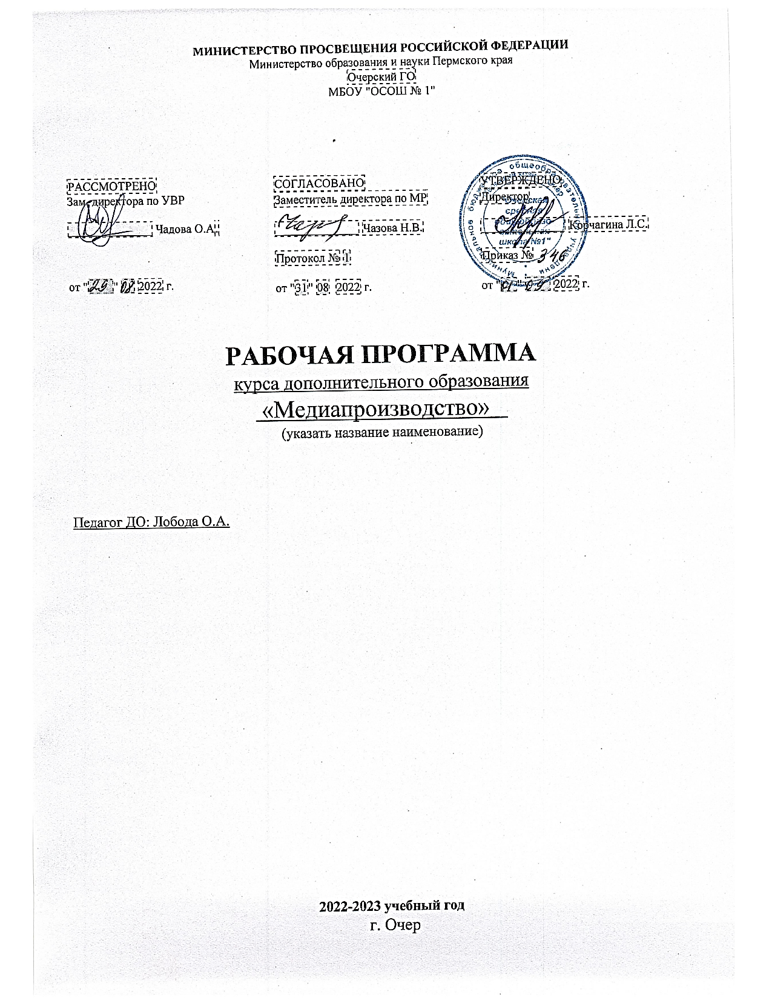 МИНИСТЕРСТВО ПРОСВЕЩЕНИЯ РОССИЙСКОЙ ФЕДЕРАЦИИ
Министерство образования и науки Пермского края
Очерский ГО
МБОУ "ОСОШ № 1"
РАССМОТРЕНО
Зам директора по УВР
Чадова О.А.
от "29" 08 2022 г.
СОГЛАСОВАНО
Заместитель директора по МР
Чазова Н.В.
Протокол № 1
от "31" 08 2022 г.
УТВЕРЖДЕНО
Директор
Корчагина Л.С.
Приказ № 346
от "01" 09 2022 г.
средняя
школа №1"
РАБОЧАЯ ПРОГРАММА
курса дополнительного образования
«Медиапроизводство»
(указать название наименование)
Педагог ДО: Лобода О.А.
2022-2023 учебный год
г. Очер